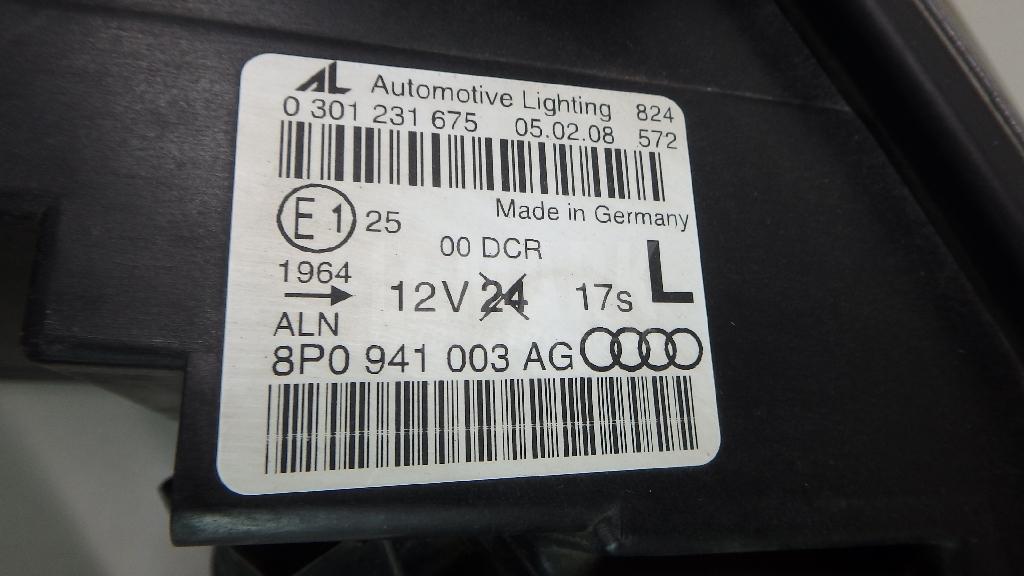 AL Automotive Lighting 824
0 301 231 675 05.02.08 572
Made in Germany
E1 25
00 DCR
1964
12V 24 17s L
ALN
8P0 941 003 AG